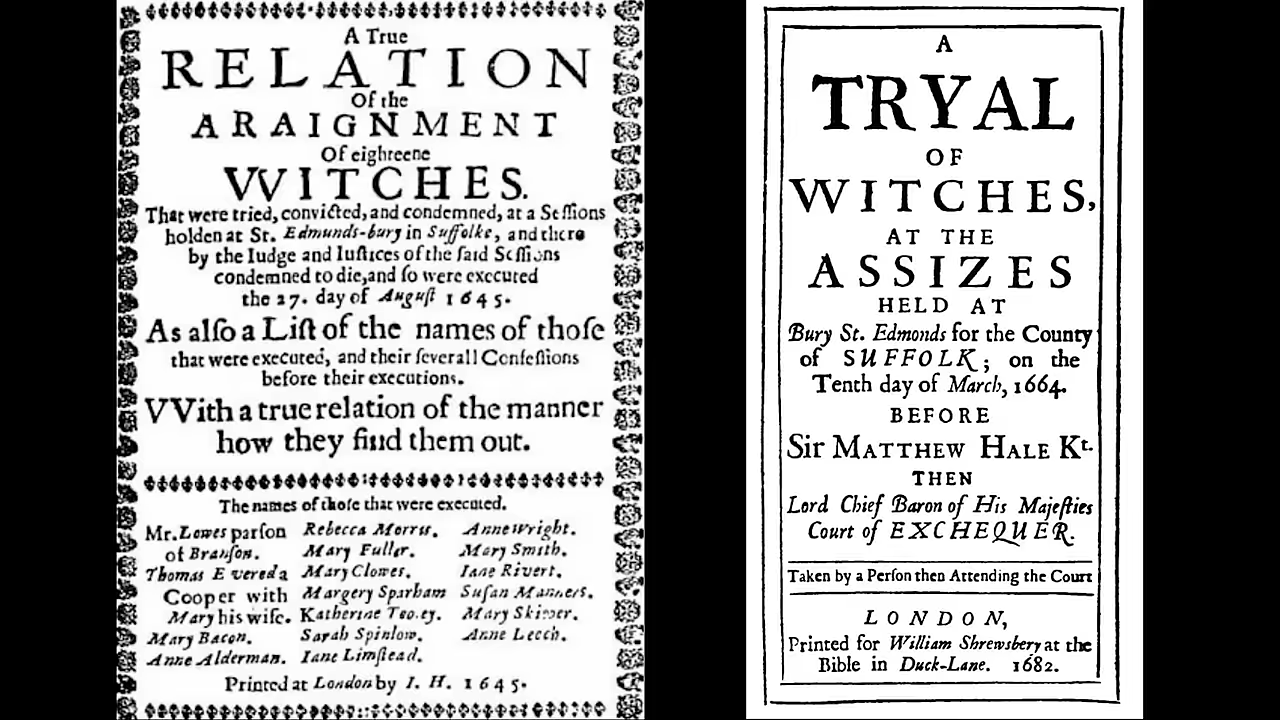 A True
RELATION
Of the
ARAIGNMENT
Of eighteene
VVITCHES.
That were tried, convicted, and condemned, at a Seſſions
holden at St. Edmunds-bury in Suffolke, and there
by the Iudge and Iuſtices of the ſaid Seſſions
condemned to die, and ſo were executed
the 27. day of Auguſt 1645.
As alſo a Liſt of the names of thoſe
that were executed, and their ſeverall Confeſſions
before their executions.
VVith a true relation of the manner
how they find them out.
The names of thoſe that were executed.
Mr. Lowes parſon Rebecca Morris. Anne Wright.
of Branſon. Mary Fuller. Mary Smith.
Thomas Evered a Mary Clowes. Iane Rivert.
Cooper with Margery Sparham Suſan Manners.
Mary his wife. Katherine Tooley. Mary Skipper.
Mary Bacon. Sarah Spinlow. Anne Leech.
Anne Alderman. Iane Limſtead.
Printed at London by I. H. 1645.
A
TRYAL
OF
WITCHES,
AT THE
ASSIZES
HELD AT
Bury St. Edmonds for the County
of SUFFOLK; on the
Tenth day of March, 1664.
BEFORE
Sir MATTHEW HALE Kt.
THEN
Lord Chief Baron of His Majeſties
Court of EXCHEQUER.
Taken by a Perſon then Attending the Court
LONDON,
Printed for William Shrewsbery at the
Bible in Duck-Lane. 1682.